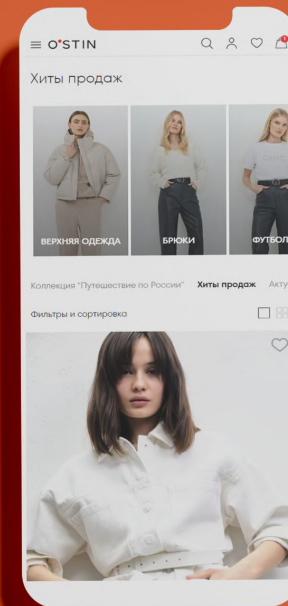 O'STIN
Хиты продаж
ВЕРХНЯЯ ОДЕЖДА
БРЮКИ
ФУТБОЛ
Коллекция "Путешествие по России" Хиты продаж Акту
Фильтры и сортировка